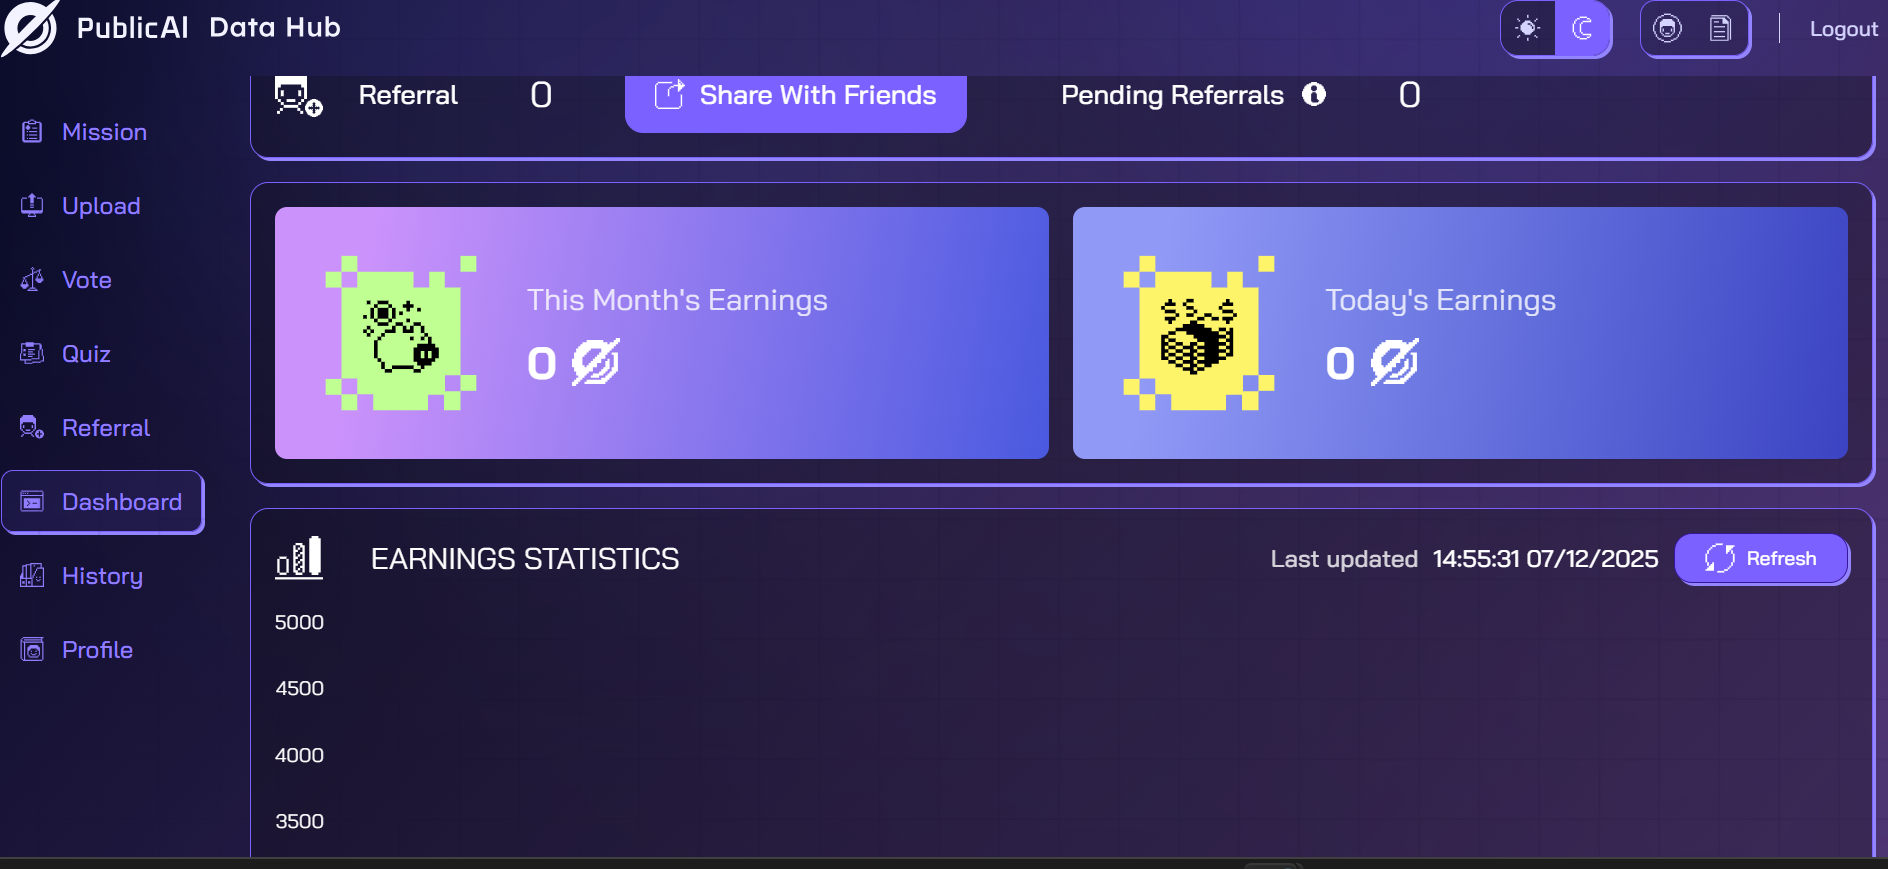 PublicAI Data Hub
Logout
Referral 0 Share With Friends Pending Referrals 0
Mission
Upload
Vote
Quiz
Referral
Dashboard
History
Profile
This Month's Earnings
0
Today's Earnings
0
EARNINGS STATISTICS
Last updated 14:55:31 07/12/2025 Refresh
5000
4500
4000
3500